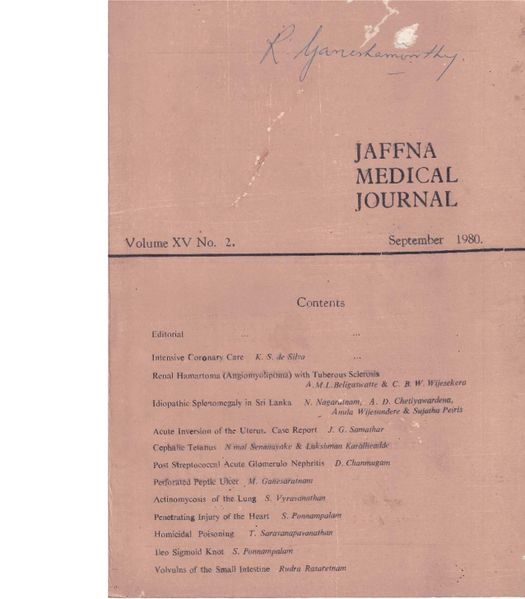 R. Ganeshamoorthy.
JAFFNA
MEDICAL
JOURNAL
Volume XV No. 2.
September 1980.
Contents
Editorial ... ...
Intensive Coronary Care K. S. de Silva ...
Renal Hamartoma (Angiomyolipoma) with Tuberous Sclerosis
A.M.L.Beligaswatte & C. B. W. Wijesekera
Idiopathic Splenomegaly in Sri Lanka N. Nagaratnam, A. D. Chetiyawardena,
Anula Wijesundere & Sujatha Peiris
Acute Inversion of the Uterus. Case Report J. G. Samathar
Cephalic Tetanus Nimal Senanayake & Lakshman Karalliedde
Post Streptococcal Acute Glomerulo Nephritis D. Chanmugam
Perforated Peptic Ulcer M. Ganesaratnam
Actinomycosis of the Lung S. Vyravanathan
Penetrating Injury of the Heart S. Ponnampalam
Homicidal Poisoning T. Saravanapavanathan
Ileo Sigmoid Knot S. Ponnampalam
Volvulus of the Small Intestine Rudra Rasaretnam